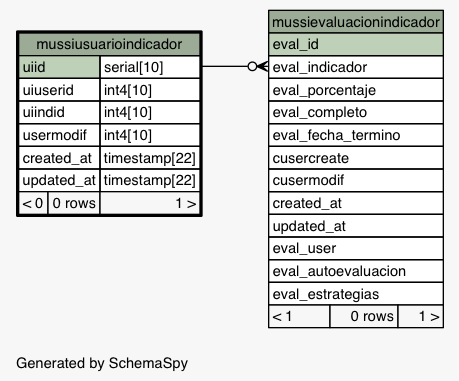 mussiusuarioindicador
uiid serial[10]
uiuserid int4[10]
uiindid int4[10]
usermodif int4[10]
created_at timestamp[22]
updated_at timestamp[22]
< 0 0 rows 1 >
mussievaluacionindicador
eval_id
eval_indicador
eval_porcentaje
eval_completo
eval_fecha_termino
cusercreate
cusermodif
created_at
updated_at
eval_user
eval_autoevaluacion
eval_estrategias
< 1 0 rows 1 >
Generated by SchemaSpy